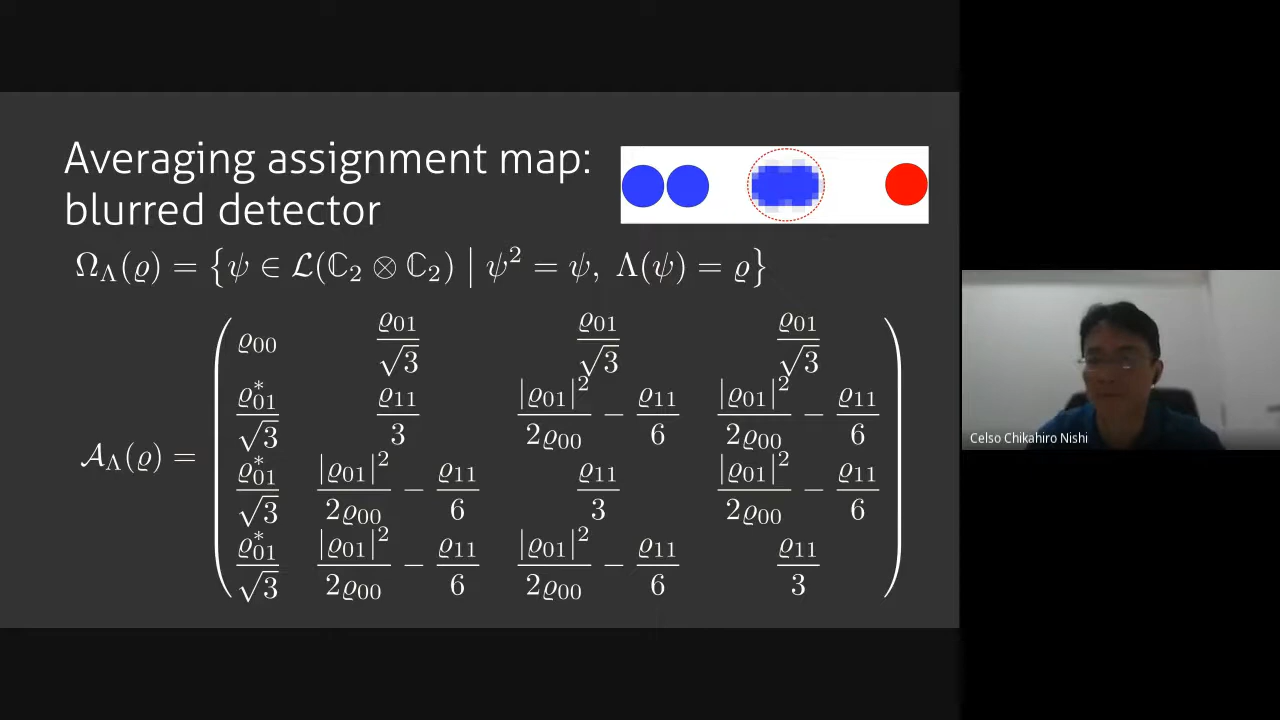 Averaging assignment map:
blurred detector
Ω_Λ(ϱ) = {ψ ∈ ℒ(ℂ₂ ⊗ ℂ₂) | ψ² = ψ, Λ(ψ) = ϱ}
𝒜_Λ(ϱ) =
ϱ₀₀ ϱ₀₁/√3 ϱ₀₁/√3 ϱ₀₁/√3
ϱ₀₁*/√3 ϱ₁₁/3 |ϱ₀₁|²/2ϱ₀₀ − ϱ₁₁/6 |ϱ₀₁|²/2ϱ₀₀ − ϱ₁₁/6
ϱ₀₁*/√3 |ϱ₀₁|²/2ϱ₀₀ − ϱ₁₁/6 ϱ₁₁/3 |ϱ₀₁|²/2ϱ₀₀ − ϱ₁₁/6
ϱ₀₁*/√3 |ϱ₀₁|²/2ϱ₀₀ − ϱ₁₁/6 |ϱ₀₁|²/2ϱ₀₀ − ϱ₁₁/6 ϱ₁₁/3
Celso Chikahiro Nishi